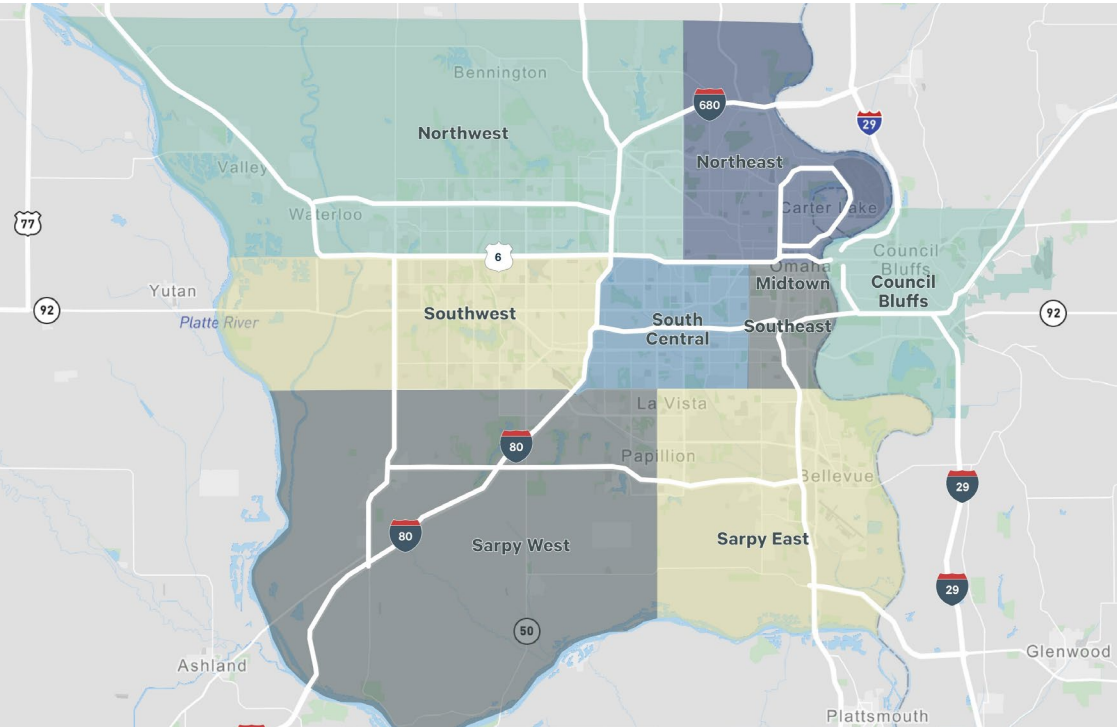 Bennington
680
29
Northwest
Northeast
Valley
Carter Lake
Waterloo
77
6
Council
Bluffs
Omaha
Midtown
Council
Bluffs
Yutan
92
Platte River
Southwest
South
Central
Southeast
92
La Vista
80
Papillion
Bellevue
29
80
Sarpy West
Sarpy East
29
50
Ashland
Glenwood
Plattsmouth